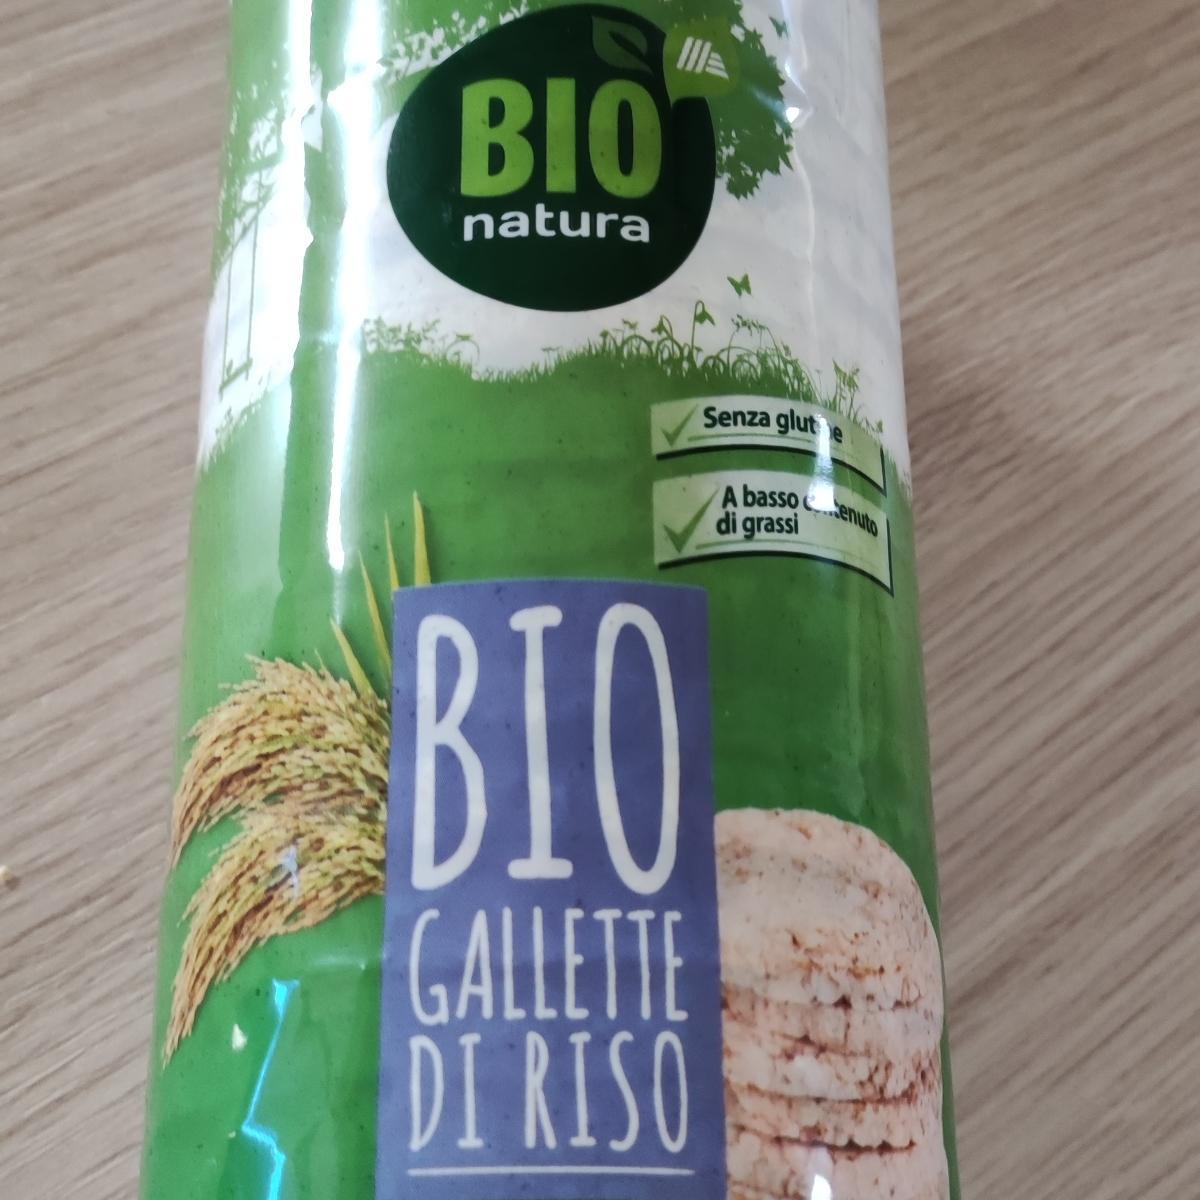 BIO
natura
Senza glutine
A basso contenuto
di grassi
BIO
GALLETTE
DI RISO